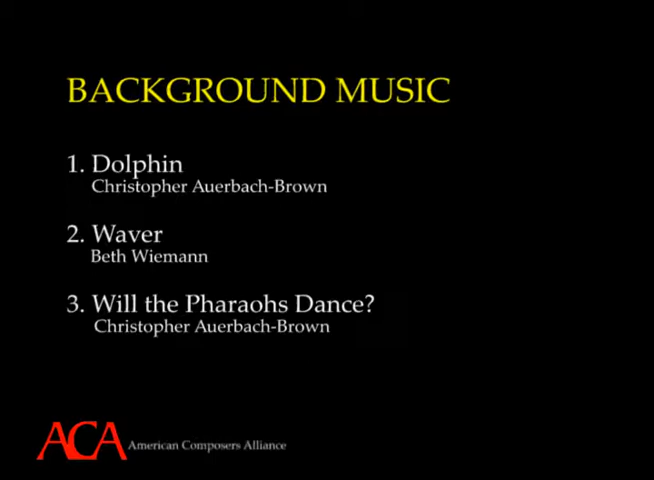 BACKGROUND MUSIC
1. Dolphin
Christopher Auerbach-Brown
2. Waver
Beth Wiemann
3. Will the Pharaohs Dance?
Christopher Auerbach-Brown
ACA American Composers Alliance